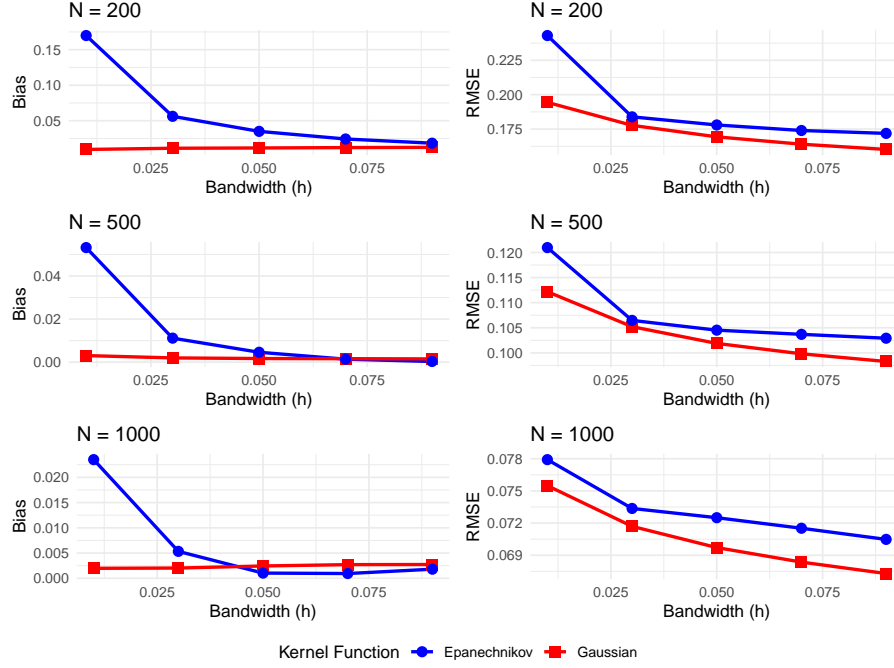 N = 200
Bias
0.15
0.10
0.05
0.025 0.050 0.075
Bandwidth (h)
N = 200
RMSE
0.225
0.200
0.175
0.025 0.050 0.075
Bandwidth (h)
N = 500
Bias
0.04
0.02
0.00
0.025 0.050 0.075
Bandwidth (h)
N = 500
RMSE
0.120
0.115
0.110
0.105
0.100
0.025 0.050 0.075
Bandwidth (h)
N = 1000
Bias
0.020
0.015
0.010
0.005
0.000
0.025 0.050 0.075
Bandwidth (h)
N = 1000
RMSE
0.078
0.075
0.072
0.069
0.025 0.050 0.075
Bandwidth (h)
Kernel Function Epanechnikov Gaussian